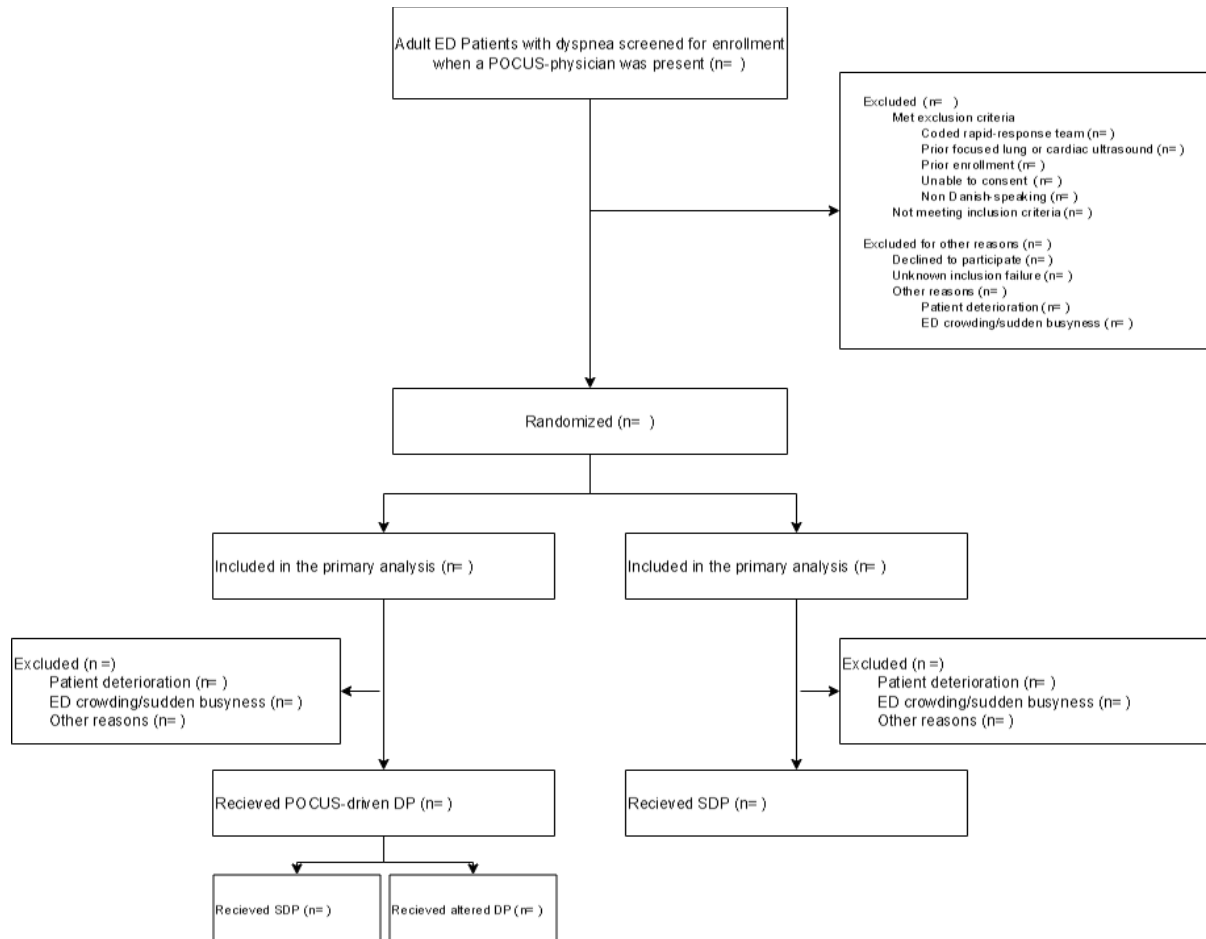 Adult ED Patients with dyspnea screened for enrollment
when a POCUS-physician was present (n= )
Excluded (n= )
Met exclusion criteria
Coded rapid-response team (n= )
Prior focused lung or cardiac ultrasound (n= )
Prior enrollment (n= )
Unable to consent (n= )
Non Danish-speaking (n= )
Not meeting inclusion criteria (n= )
Excluded for other reasons (n= )
Declined to participate (n= )
Unknown inclusion failure (n= )
Other reasons (n= )
Patient deterioration (n= )
ED crowding/sudden busyness (n= )
Randomized (n= )
Included in the primary analysis (n= )
Included in the primary analysis (n= )
Excluded (n =)
Patient deterioration (n= )
ED crowding/sudden busyness (n= )
Other reasons (n= )
Excluded (n =)
Patient deterioration (n= )
ED crowding/sudden busyness (n= )
Other reasons (n= )
Recieved POCUS-driven DP (n= )
Recieved SDP (n= )
Recieved SDP (n= )
Recieved altered DP (n= )